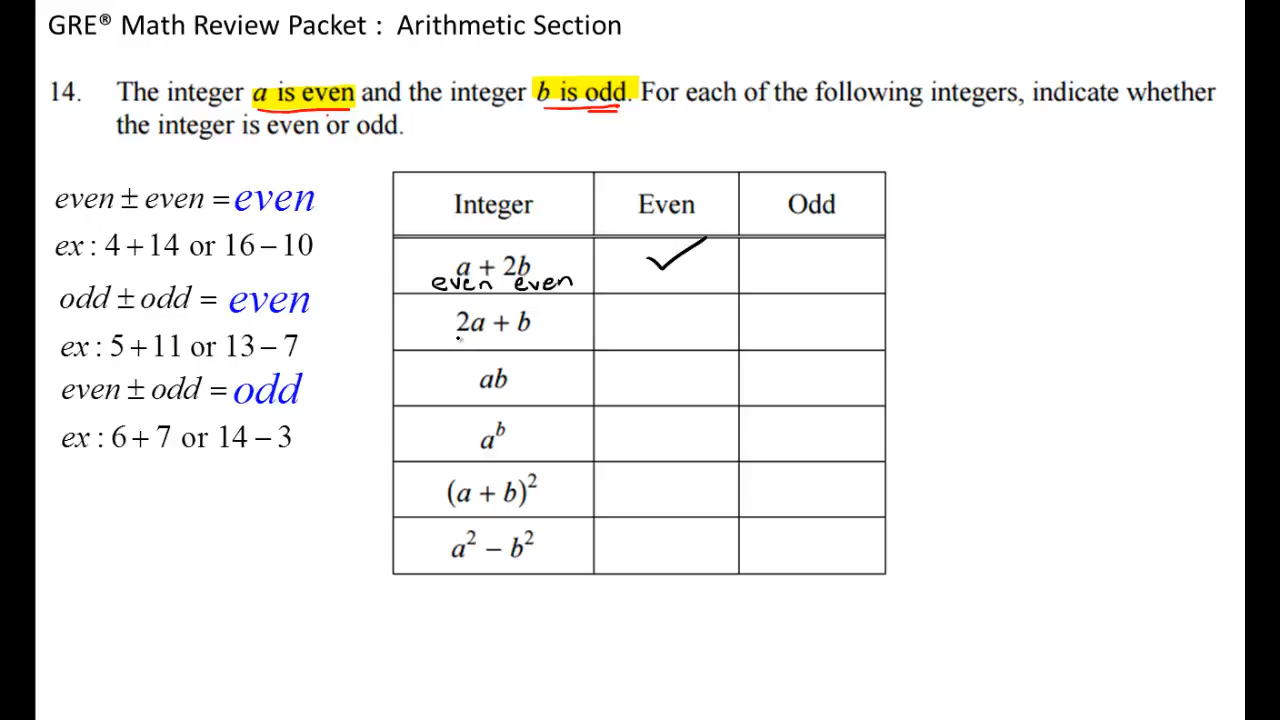 GRE® Math Review Packet : Arithmetic Section
14. The integer a is even and the integer b is odd. For each of the following integers, indicate whether
the integer is even or odd.
even ± even = even
ex : 4 + 14 or 16 − 10
odd ± odd = even
ex : 5 + 11 or 13 − 7
even ± odd = odd
ex : 6 + 7 or 14 − 3
Integer Even Odd
a + 2b ✓
even even
2a + b
ab
a^b
(a + b)²
a² − b²